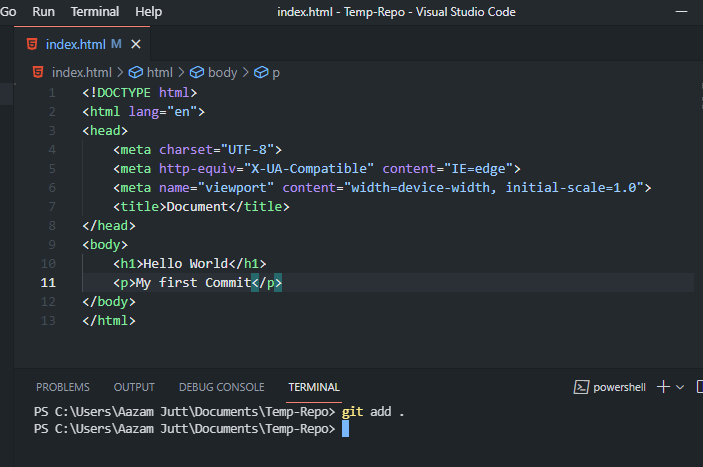 Go Run Terminal Help index.html - Temp-Repo - Visual Studio Code
index.html M
index.html > html > body > p
1 <!DOCTYPE html>
2 <html lang="en">
3 <head>
4 <meta charset="UTF-8">
5 <meta http-equiv="X-UA-Compatible" content="IE=edge">
6 <meta name="viewport" content="width=device-width, initial-scale=1.0">
7 <title>Document</title>
8 </head>
9 <body>
10 <h1>Hello World</h1>
11 <p>My first Commit</p>
12 </body>
13 </html>
PROBLEMS OUTPUT DEBUG CONSOLE TERMINAL powershell
PS C:\Users\Aazam Jutt\Documents\Temp-Repo> git add .
PS C:\Users\Aazam Jutt\Documents\Temp-Repo>